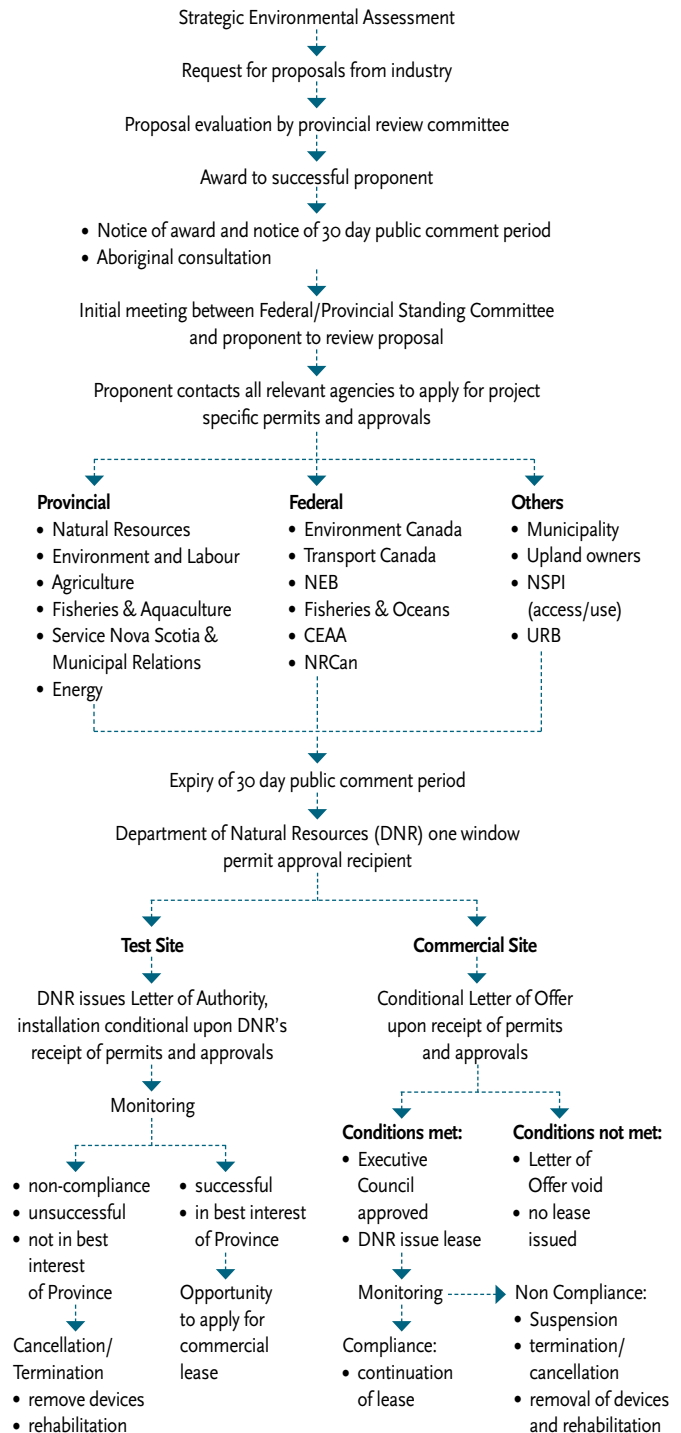 Strategic Environmental Assessment
Request for proposals from industry
Proposal evaluation by provincial review committee
Award to successful proponent
• Notice of award and notice of 30 day public comment period
• Aboriginal consultation
Initial meeting between Federal/Provincial Standing Committee
and proponent to review proposal
Proponent contacts all relevant agencies to apply for project
specific permits and approvals
Provincial
• Natural Resources
• Environment and Labour
• Agriculture
• Fisheries & Aquaculture
• Service Nova Scotia &
Municipal Relations
• Energy
Federal
• Environment Canada
• Transport Canada
• NEB
• Fisheries & Oceans
• CEAA
• NRCan
Others
• Municipality
• Upland owners
• NSPI
(access/use)
• URB
Expiry of 30 day public comment period
Department of Natural Resources (DNR) one window
permit approval recipient
Test Site
DNR issues Letter of Authority,
installation conditional upon DNR's
receipt of permits and approvals
Monitoring
• non-compliance
• unsuccessful
• not in best
interest
of Province
Cancellation/
Termination
• remove devices
• rehabilitation
• successful
• in best interest
of Province
Opportunity
to apply for
commercial
lease
Commercial Site
Conditional Letter of Offer
upon receipt of permits
and approvals
Conditions met:
• Executive
Council
approved
• DNR issue lease
Monitoring
Compliance:
• continuation
of lease
Conditions not met:
• Letter of
Offer void
• no lease
issued
Non Compliance:
• Suspension
• termination/
cancellation
• removal of devices
and rehabilitation